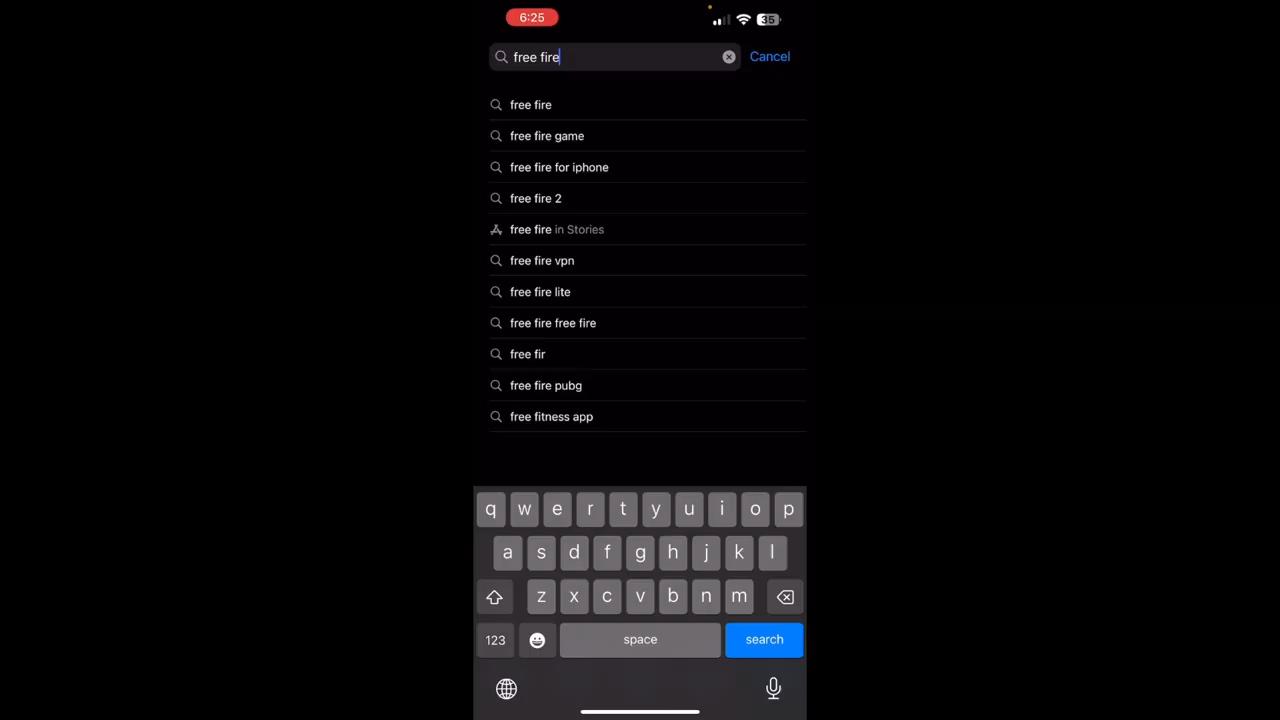 6:25
35
free fire
Cancel
free fire
free fire game
free fire for iphone
free fire 2
free fire in Stories
free fire vpn
free fire lite
free fire free fire
free fir
free fire pubg
free fitness app
q w e r t y u i o p
a s d f g h j k l
z x c v b n m
123 space search